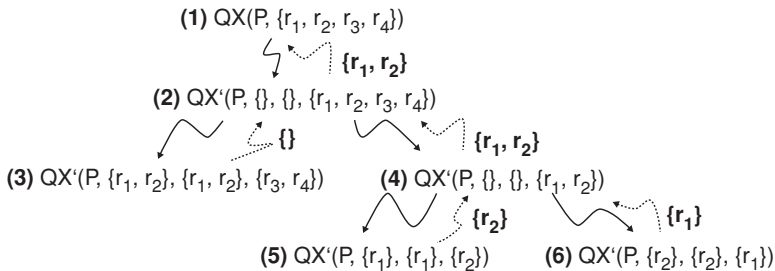 (1) QX(P, {r1, r2, r3, r4})
{r1, r2}
(2) QX‘(P, {}, {}, {r1, r2, r3, r4})
{}
{r1, r2}
(3) QX‘(P, {r1, r2}, {r1, r2}, {r3, r4})
(4) QX‘(P, {}, {}, {r1, r2})
{r2}
{r1}
(5) QX‘(P, {r1}, {r1}, {r2})
(6) QX‘(P, {r2}, {r2}, {r1})